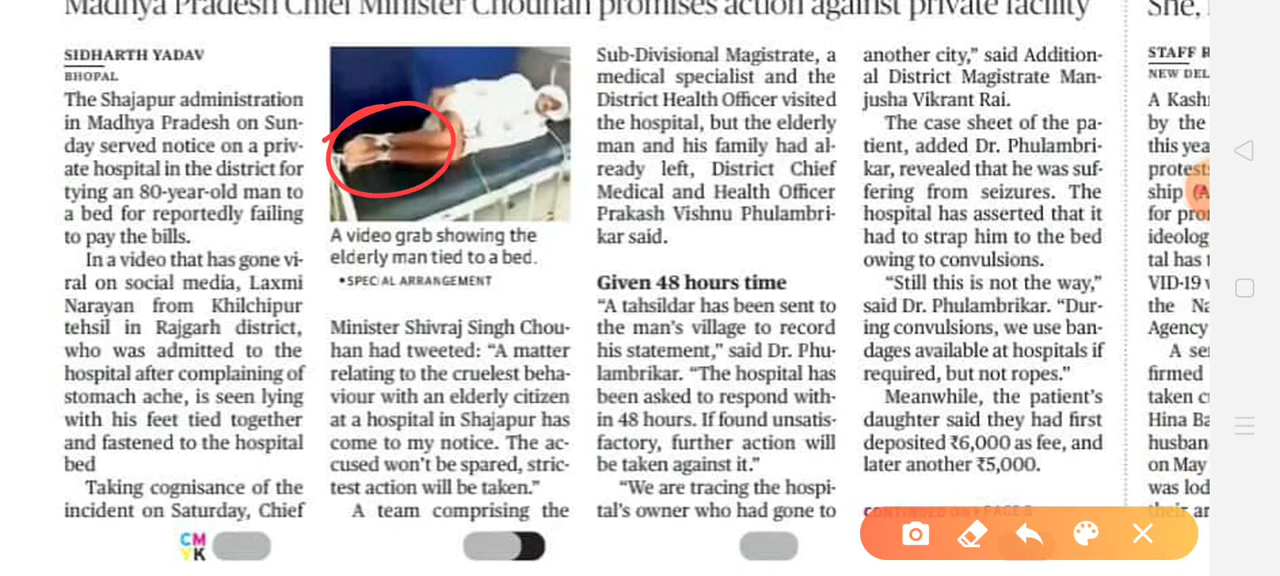 Madhya Pradesh Chief Minister Chouhan promises action against private facility
She,
SIDHARTH YADAV
BHOPAL
The Shajapur administration
in Madhya Pradesh on Sun-
day served notice on a priv-
ate hospital in the district for
tying an 80-year-old man to
a bed for reportedly failing
to pay the bills.
In a video that has gone vi-
ral on social media, Laxmi
Narayan from Khilchipur
tehsil in Rajgarh district,
who was admitted to the
hospital after complaining of
stomach ache, is seen lying
with his feet tied together
and fastened to the hospital
bed
Taking cognisance of the
incident on Saturday, Chief
A video grab showing the
elderly man tied to a bed.
•SPECIAL ARRANGEMENT
Minister Shivraj Singh Chou-
han had tweeted: “A matter
relating to the cruelest beha-
viour with an elderly citizen
at a hospital in Shajapur has
come to my notice. The ac-
cused won’t be spared, stric-
test action will be taken.”
A team comprising the
Sub-Divisional Magistrate, a
medical specialist and the
District Health Officer visited
the hospital, but the elderly
man and his family had al-
ready left, District Chief
Medical and Health Officer
Prakash Vishnu Phulambri-
kar said.
Given 48 hours time
“A tahsildar has been sent to
the man’s village to record
his statement,” said Dr. Phu-
lambrikar. “The hospital has
been asked to respond with-
in 48 hours. If found unsatis-
factory, further action will
be taken against it.”
“We are tracing the hospi-
tal’s owner who had gone to
another city,” said Addition-
al District Magistrate Man-
jusha Vikrant Rai.
The case sheet of the pa-
tient, added Dr. Phulambri-
kar, revealed that he was suf-
fering from seizures. The
hospital has asserted that it
had to strap him to the bed
owing to convulsions.
“Still this is not the way,”
said Dr. Phulambrikar. “Dur-
ing convulsions, we use ban-
dages available at hospitals if
required, but not ropes.”
Meanwhile, the patient’s
daughter said they had first
deposited ₹6,000 as fee, and
later another ₹5,000.
CONTINUED ON PAGE 8
STAFF R
NEW DEL
A Kash
by the
this yea
protest
ship (A
for pro
ideolog
tal has
VID-19
the Na
Agency
A se
firmed
taken c
Hina Ba
husban
on May
was lod
their ar
CM
YK